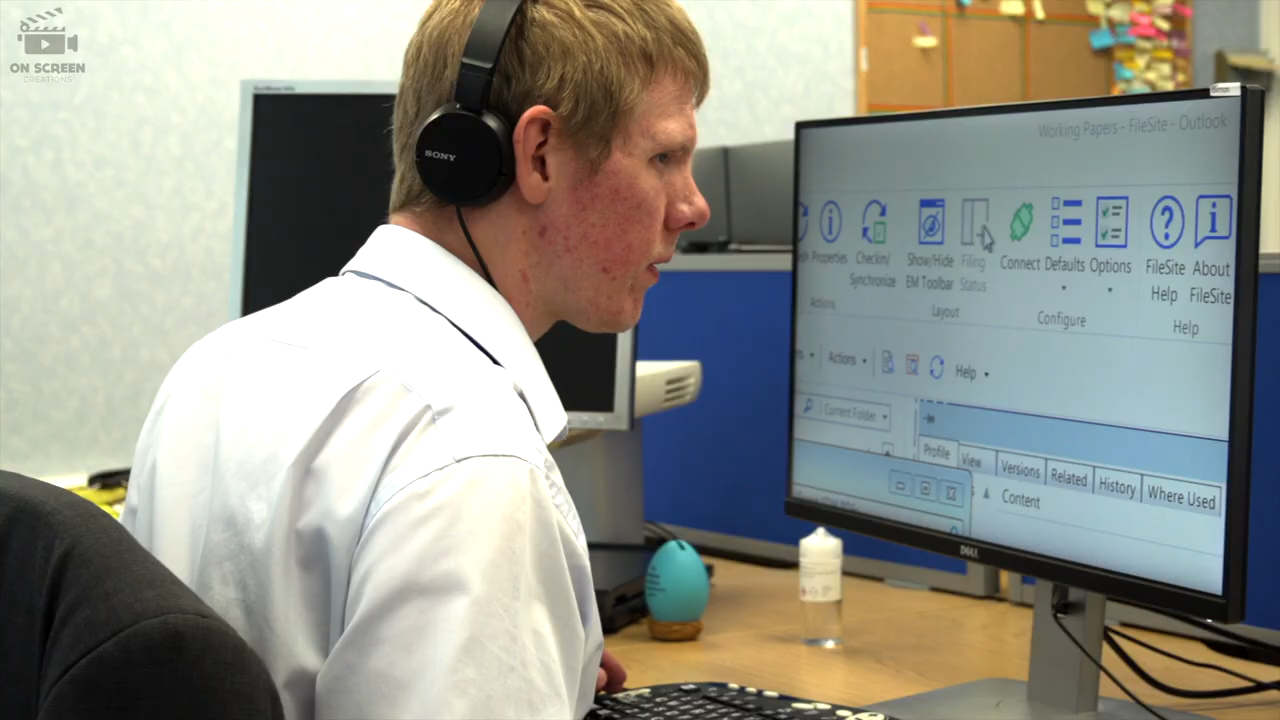 ON SCREEN
CREATIONS
SONY
Working Papers - FileSite - Outlook
Properties
Checkin/
Synchronize
Show/Hide
EM Toolbar
Filing
Status
Connect
Defaults
Options
FileSite
Help
About
FileSite
Actions
Layout
Configure
Help
Actions
Help
Current Folder
Profile
View
Versions
Related
History
Where Used
Content
DELL